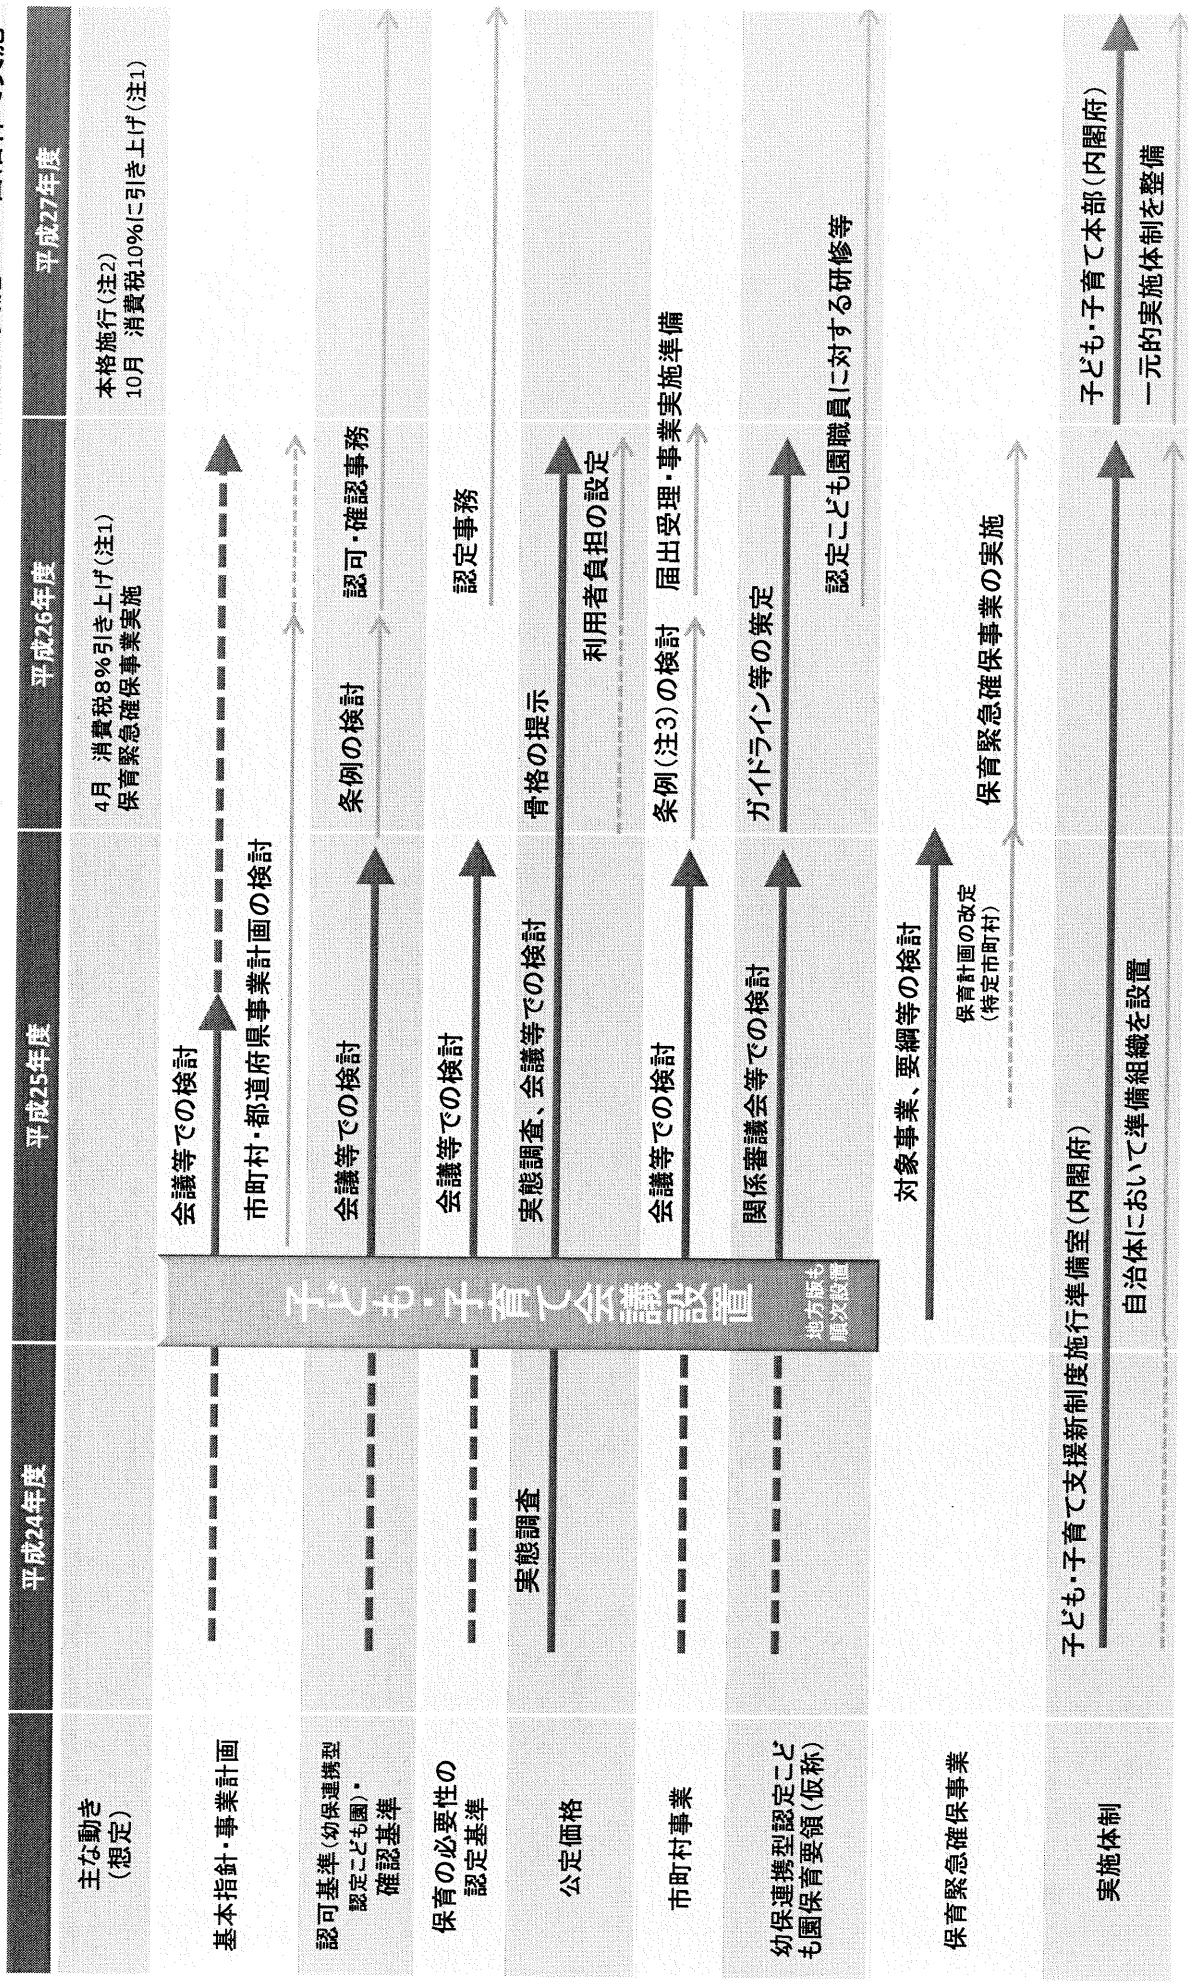 平成24年度
平成25年度
平成26年度
平成27年度
主な動き
(想定)
4月 消費税8%引き上げ(注1)
保育緊急確保事業実施
本格施行(注2)
10月 消費税10%に引き上げ(注1)
基本指針・事業計画
会議等での検討
市町村・都道府県事業計画の検討
認可基準(幼保連携型
認定こども園)・
確認基準
会議等での検討
条例の検討
認可・確認事務
保育の必要性の
認定基準
会議等での検討
認定事務
公定価格
実態調査
実態調査、会議等での検討
骨格の提示
利用者負担の設定
市町村事業
会議等での検討
条例(注3)の検討
届出受理・事業実施準備
幼保連携型認定こど
も園保育要領(仮称)
関係審議会等での検討
ガイドライン等の策定
認定こども園職員に対する研修等
子ども・子育て会議設置
地方版も
順次設置
保育緊急確保事業
対象事業、要綱等の検討
保育計画の改定
(特定市町村)
保育緊急確保事業の実施
実施体制
子ども・子育て支援新制度施行準備室(内閣府)
自治体において準備組織を設置
子ども・子育て本部(内閣府)
一元的実施体制を整備